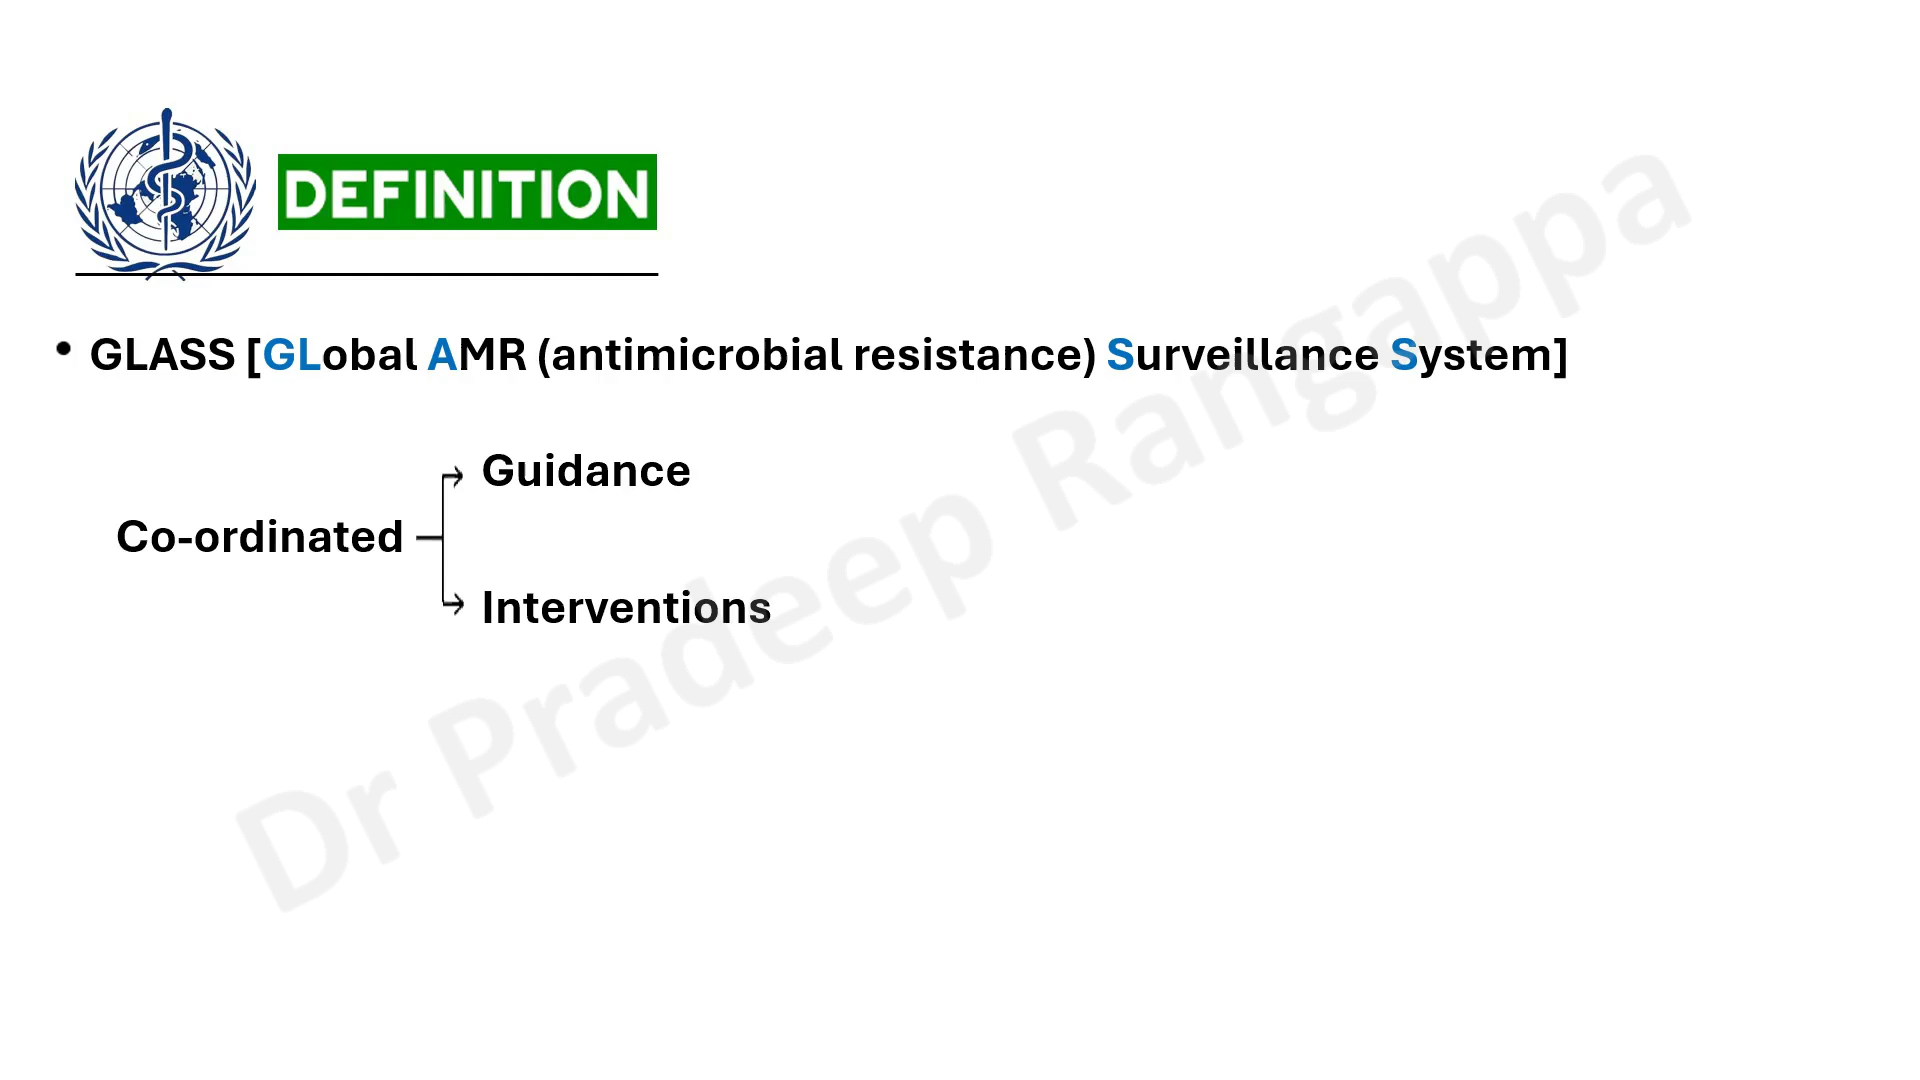 DEFINITION
• GLASS [GLobal AMR (antimicrobial resistance) Surveillance System]
Guidance
Co-ordinated
Interventions
Dr Pradeep Rangappa